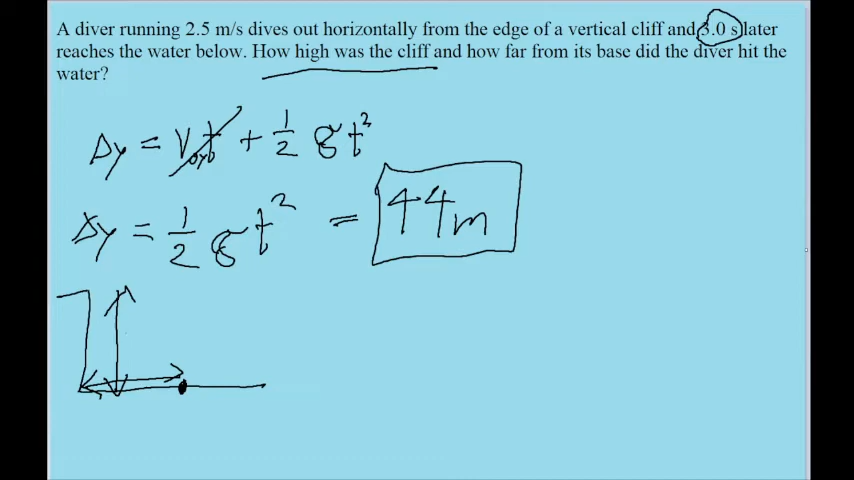 A diver running 2.5 m/s dives out horizontally from the edge of a vertical cliff and 3.0 s later
reaches the water below. How high was the cliff and how far from its base did the diver hit the
water?
Δy = V₀yt + 1/2 gt²
Δy = 1/2 gt² = 44m